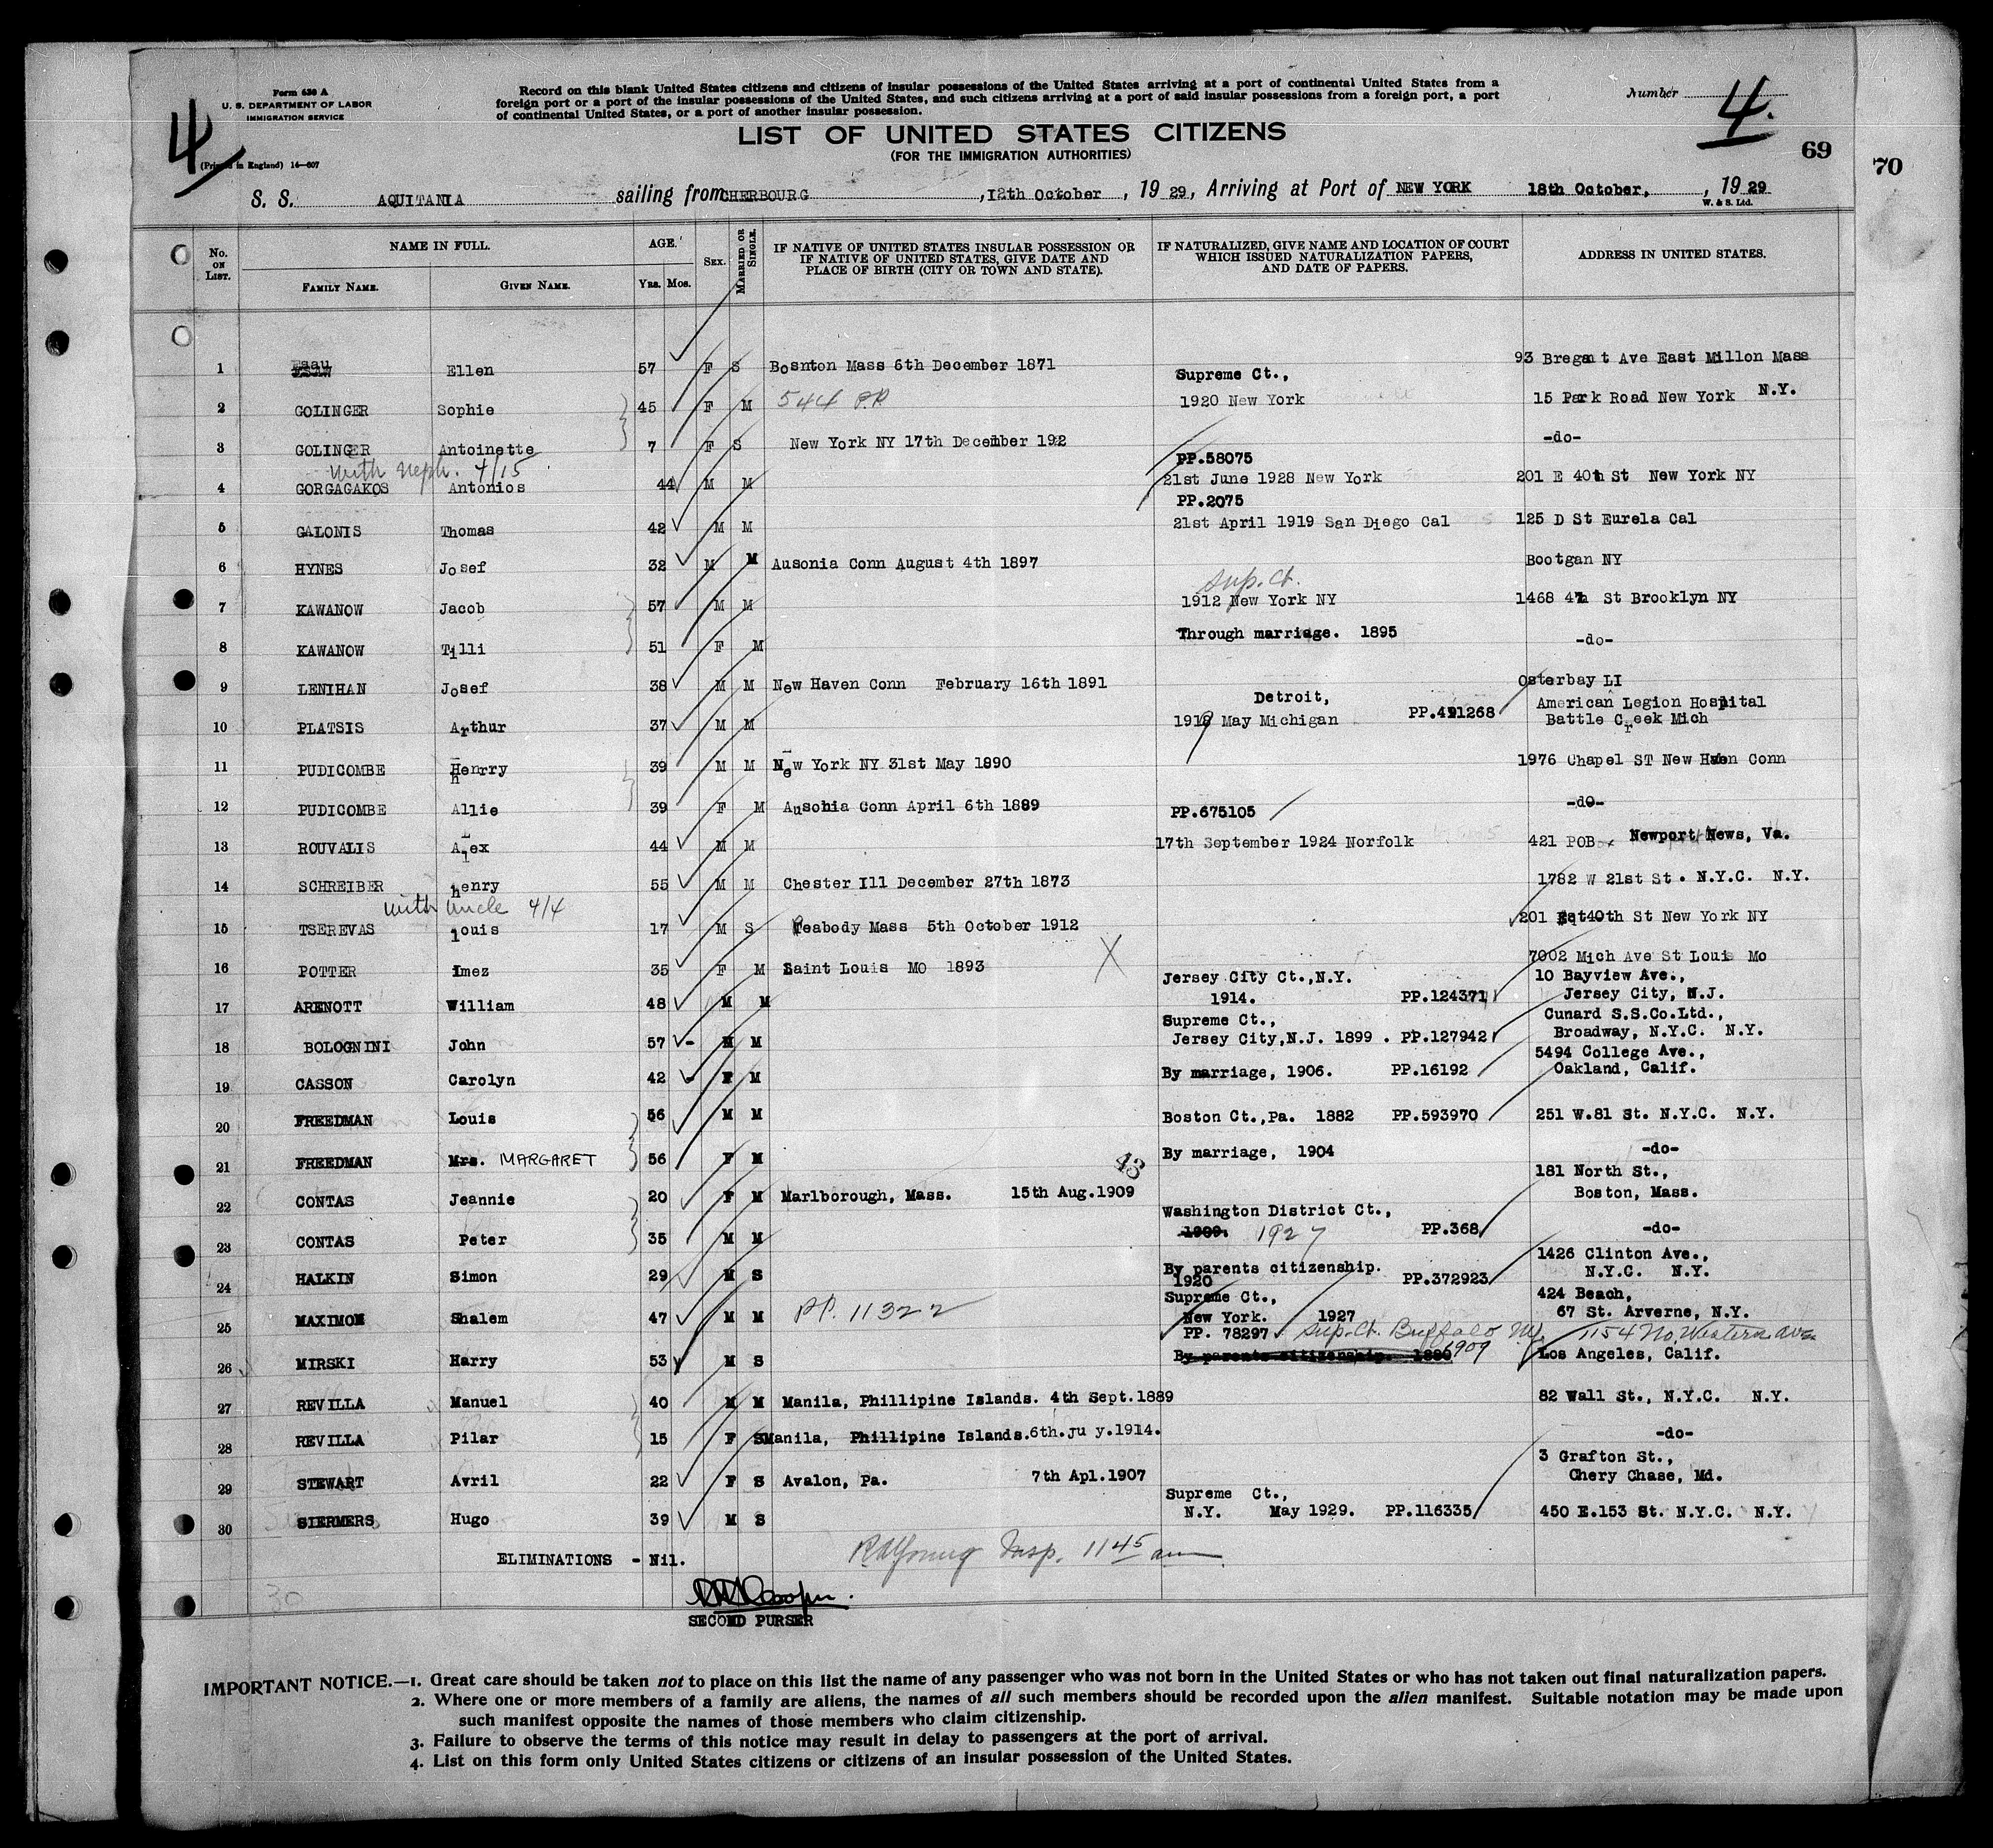 Form 630 A
U. S. DEPARTMENT OF LABOR
IMMIGRATION SERVICE
(Printed in England) 14—607
4
Record on this blank United States citizens and citizens of insular possessions of the United States arriving at a port of continental United States from a
foreign port or a port of the insular possessions of the United States, and such citizens arriving at a port of said insular possessions from a foreign port, a port
of continental United States, or a port of another insular possession.
Number 4.
LIST OF UNITED STATES CITIZENS
(FOR THE IMMIGRATION AUTHORITIES)
69
70
S. S. AQUITANIA sailing from CHERBOURG, 12th October, 1929, Arriving at Port of NEW YORK 18th October, 1929
W. & S. Ltd.
No. ON LIST. NAME IN FULL. FAMILY NAME. GIVEN NAME. AGE. YRS. MOS. SEX. MARRIED OR SINGLE. IF NATIVE OF UNITED STATES INSULAR POSSESSION OR IF NATIVE OF UNITED STATES, GIVE DATE AND PLACE OF BIRTH (CITY OR TOWN AND STATE). IF NATURALIZED, GIVE NAME AND LOCATION OF COURT WHICH ISSUED NATURALIZATION PAPERS, AND DATE OF PAPERS. ADDRESS IN UNITED STATES.
1 Esau Ellen 57 F S Bosnton Mass 6th December 1871 93 Bregant Ave East Millon Mass
Supreme Ct.,
2 GOLINGER Sophie 45 F M 544 P.P. 1920 New York 15 Park Road New York N.Y.
3 GOLINGER Antoinette 7 F S New York NY 17th December 192 -do-
with neph. 4/15
PP.58075
4 GORGAGAKOS Antonios 44 M M 21st June 1928 New York 201 E 40th St New York NY
PP.2075
5 GALONIS Thomas 42 M M 21st April 1919 San Diego Cal 125 D St Eurela Cal
6 HYNES Josef 32 M M Ausonia Conn August 4th 1897 Bootgan NY
Sup. Ct.
7 KAWANOW Jacob 57 M M 1912 New York NY 1468 47h St Brooklyn NY
8 KAWANOW Tilli 51 F M Through marriage. 1895 -do-
9 LENIHAN Josef 38 M M New Haven Conn February 16th 1891 Osterbay LI
Detroit, American Legion Hospital
10 PLATSIS Arthur 37 M M 1919 May Michigan PP.491268 Battle Creek Mich
11 PUDICOMBE Henrry 39 M M New York NY 31st May 1890 1976 Chapel ST New Haven Conn
12 PUDICOMBE Allie 39 F M Ausonia Conn April 6th 1889 -do-
PP.675105
13 ROUVALIS Alex 44 M M 17th September 1924 Norfolk 421 POBox Newport News, Va.
14 SCHREIBER henry 55 M M Chester Ill December 27th 1873 1782 W 21st St. N.Y.C. N.Y.
with uncle 4/4
15 TSEREVAS louis 17 M S Peabody Mass 5th October 1912 201 Eat 40th St New York NY
16 POTTER Imez 35 F M Saint Louis MO 1893 X 7002 Mich Ave St Louis Mo
Jersey City Ct.,N.Y. 10 Bayview Ave.,
17 ARENOTT William 48 M M 1914. PP.124371 Jersey City, N.J.
Supreme Ct., Cunard S.S.Co.Ltd.,
18 BOLOGNINI John 57 M M Jersey City,N.J. 1899. PP.127942 Broadway, N.Y.C. N.Y.
5494 College Ave.,
19 CASSON Carolyn 42 F M By marriage, 1906. PP.16192 Oakland, Calif.
20 FREEDMAN Louis 56 M M Boston Ct.,Pa. 1882 PP.593970 251 W.81 St. N.Y.C. N.Y.
21 FREEDMAN Mrs. MARGARET 56 F M 43 By marriage, 1904 -do-
181 North St.,
22 CONTAS Jeannie 20 F M Marlborough, Mass. 15th Aug.1909 Boston, Mass.
Washington District Ct.,
23 CONTAS Peter 35 M M 1909. 1927 PP.368 -do-
1426 Clinton Ave.,
24 HALKIN Simon 29 M S By parents citizenship. 1920 PP.372923 N.Y.C. N.Y.
Supreme Ct., 424 Beach,
25 MAXIMON Shalem 47 M M PP. 11322 New York. 1927 67 St. Arverne, N.Y.
PP. 78297 Sup. Ct. Buffalo NY. 1909 1154 No. Western ave
26 MIRSKI Harry 53 M S By parents citizenship. 1890 Los Angeles, Calif.
27 REVILLA Manuel 40 M M Manila, Phillipine Islands. 4th Sept.1889 82 Wall St., N.Y.C. N.Y.
28 REVILLA Pilar 15 F S Manila, Phillipine Islands.6th.Ju y.1914. -do-
3 Grafton St.,
29 STEWART Avril 22 F S Avalon, Pa. 7th Apl.1907 Chery Chase, Md.
Supreme Ct.,
30 SIERMERS Hugo 39 M S N.Y. May 1929. PP.116335 450 E.153 St. N.Y.C. N.Y.
ELIMINATIONS - Nil. Young Insp. 11 45 am
30
SECOND PURSER
IMPORTANT NOTICE.—1. Great care should be taken not to place on this list the name of any passenger who was not born in the United States or who has not taken out final naturalization papers.
2. Where one or more members of a family are aliens, the names of all such members should be recorded upon the alien manifest. Suitable notation may be made upon
such manifest opposite the names of those members who claim citizenship.
3. Failure to observe the terms of this notice may result in delay to passengers at the port of arrival.
4. List on this form only United States citizens or citizens of an insular possession of the United States.